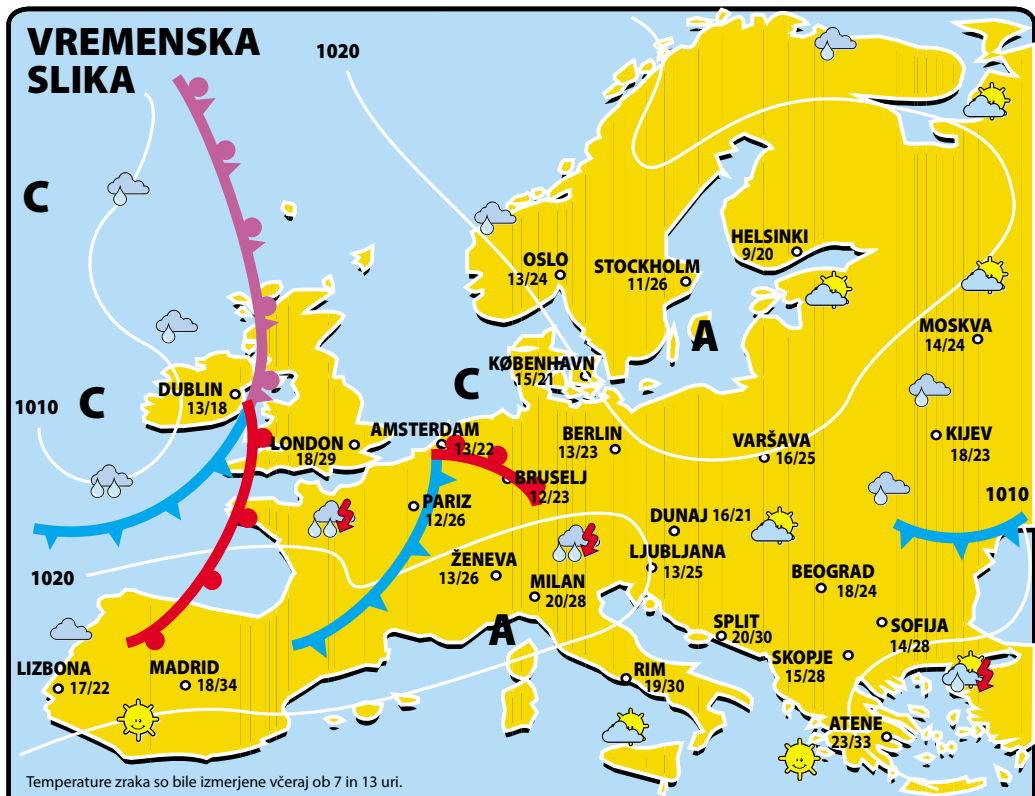 VREMENSKA
SLIKA
1020
C
HELSINKI
9/20
OSLO
13/24
STOCKHOLM
11/26
MOSKVA
14/24
A
KØBENHAVN
15/21
C
DUBLIN
13/18
C
1010
AMSTERDAM
13/22
LONDON
18/29
BERLIN
13/23
VARŠAVA
16/25
KIJEV
18/23
BRUSELJ
12/23
PARIZ
12/26
1010
DUNAJ 16/21
LJUBLJANA
13/25
ŽENEVA
13/26
1020
MILAN
20/28
BEOGRAD
18/24
A
SPLIT
20/30
SOFIJA
14/28
SKOPJE
15/28
LIZBONA
17/22
MADRID
18/34
RIM
19/30
ATENE
23/33
Temperature zraka so bile izmerjene včeraj ob 7 in 13 uri.